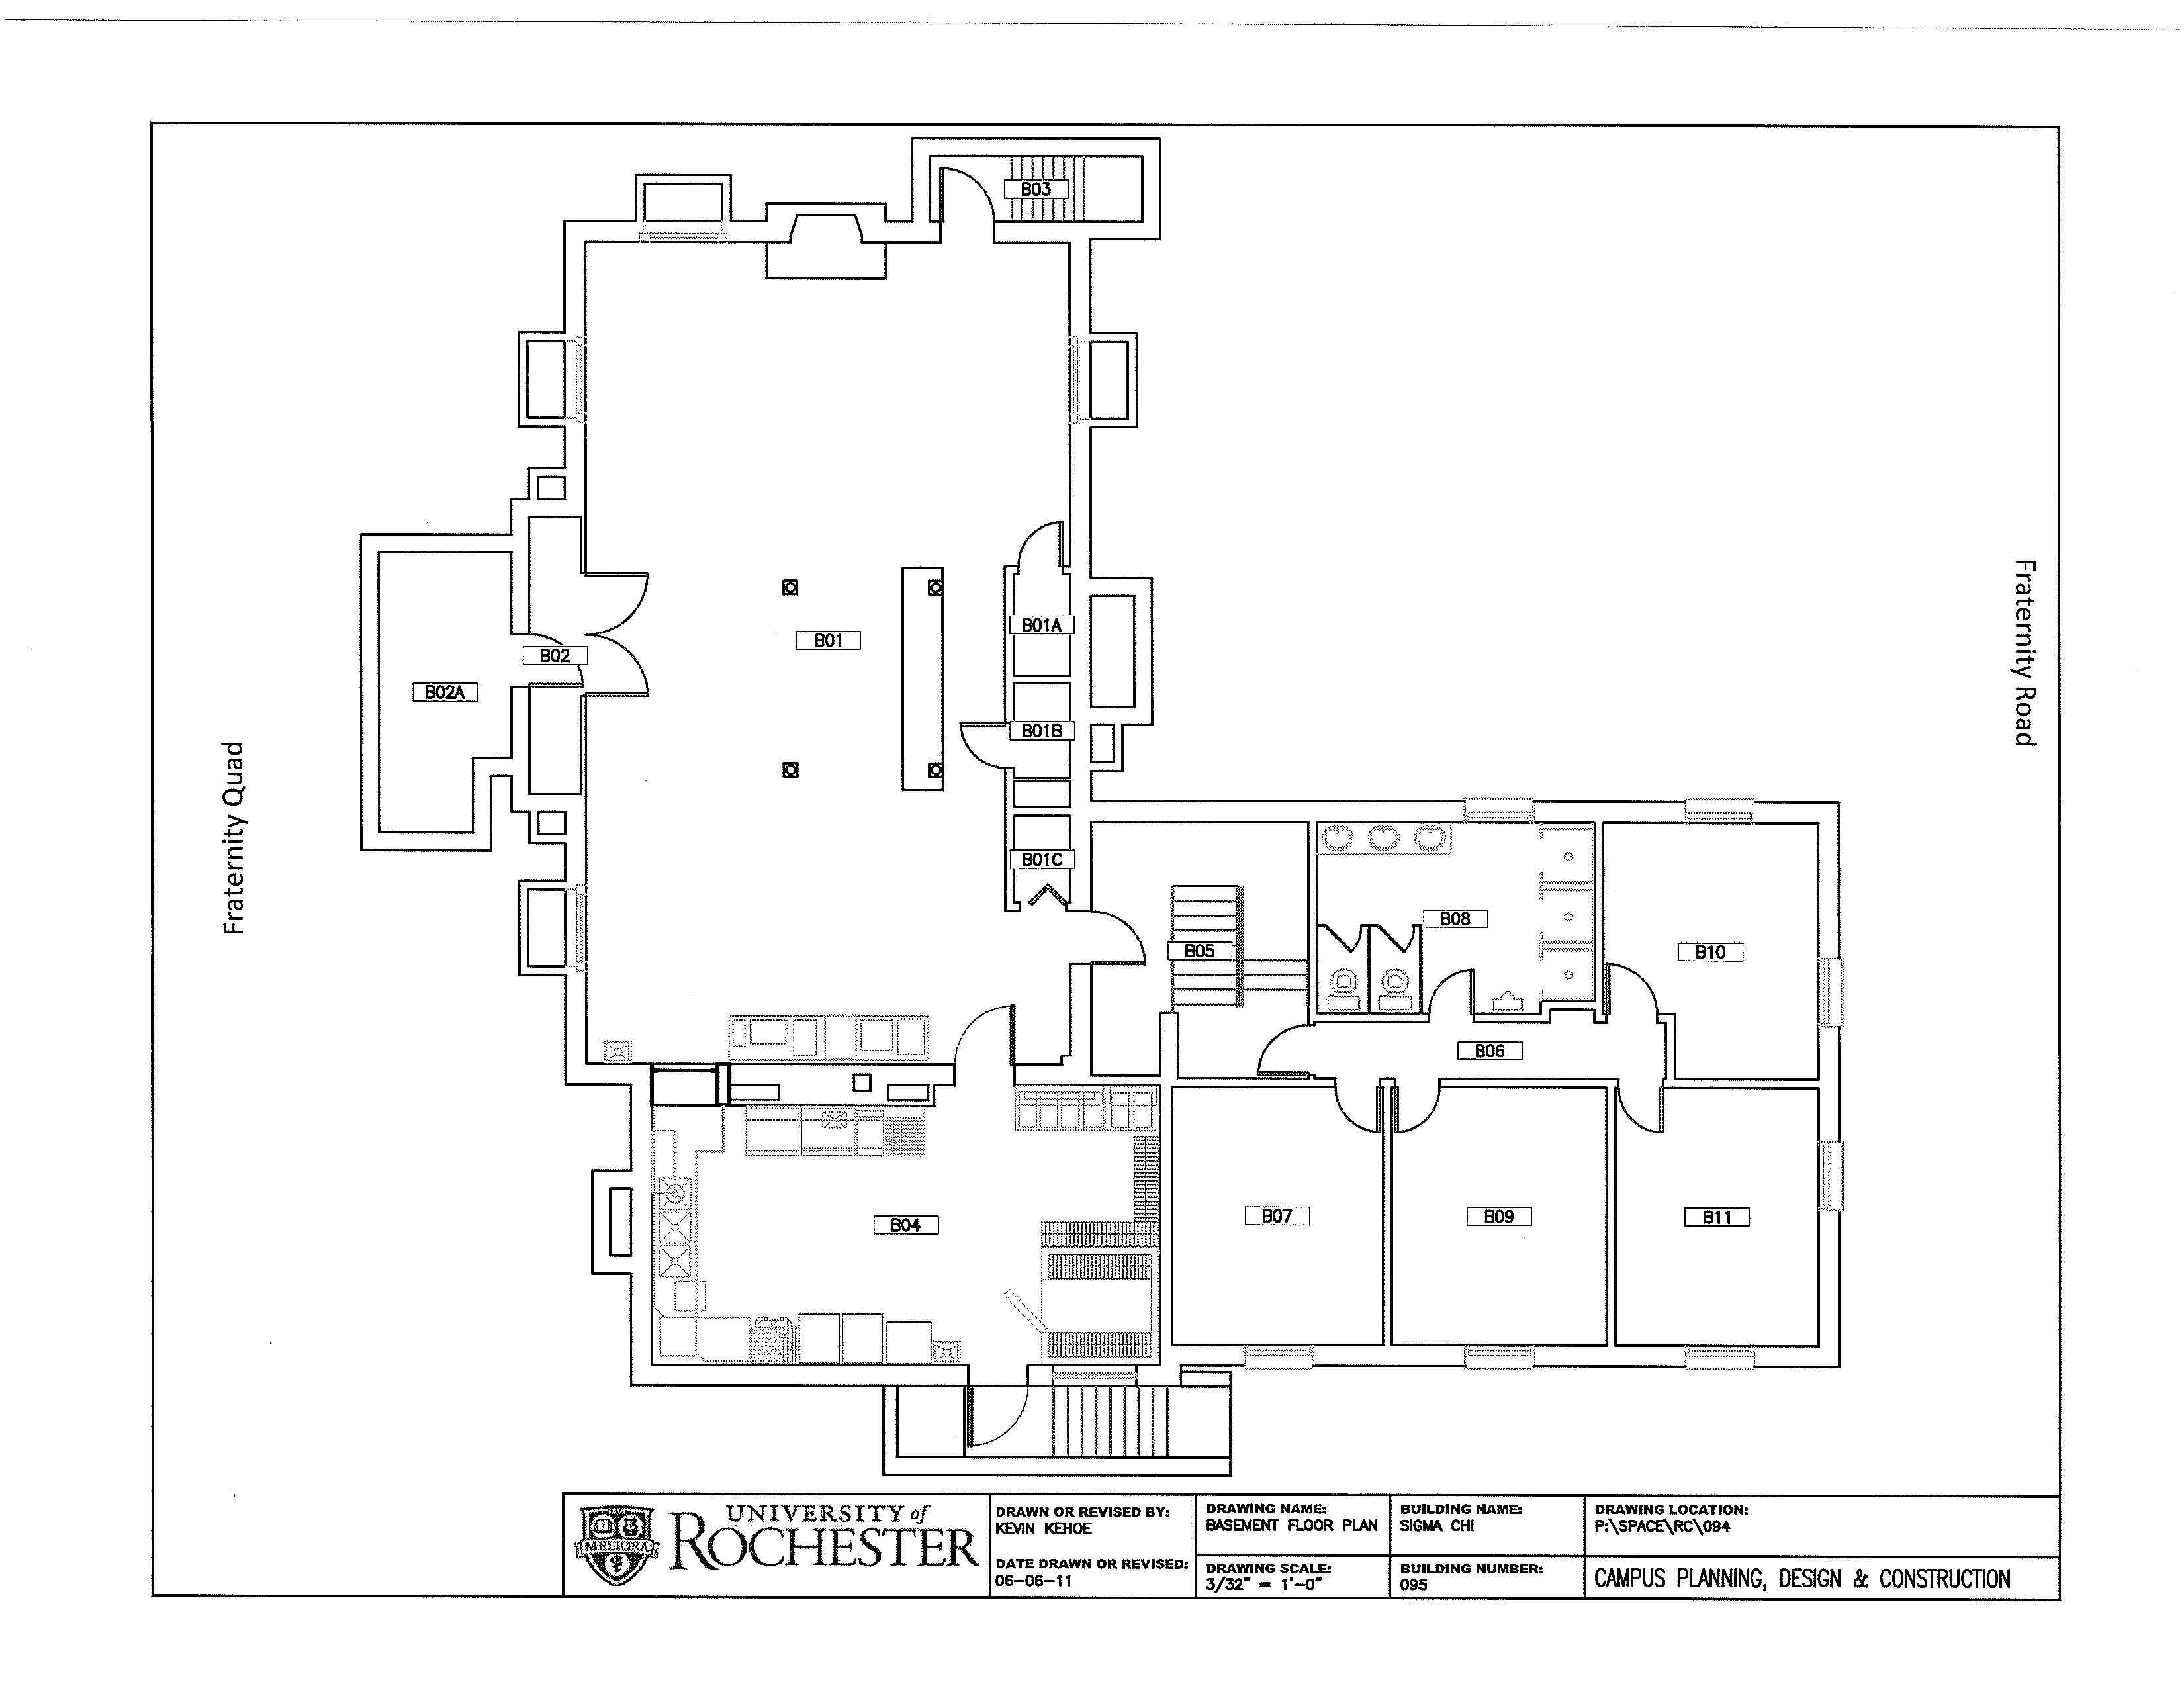 B03
B01
B01A
B02
B02A
B01B
B01C
B05
B08
B10
B06
B04
B07
B09
B11
Fraternity Quad
Fraternity Road
MELIORA
UNIVERSITY of
ROCHESTER
DRAWN OR REVISED BY:
KEVIN KEHOE
DATE DRAWN OR REVISED:
06-06-11
DRAWING NAME:
BASEMENT FLOOR PLAN
DRAWING SCALE:
3/32" = 1'-0"
BUILDING NAME:
SIGMA CHI
BUILDING NUMBER:
095
DRAWING LOCATION:
P:\SPACE\RC\094
CAMPUS PLANNING, DESIGN & CONSTRUCTION